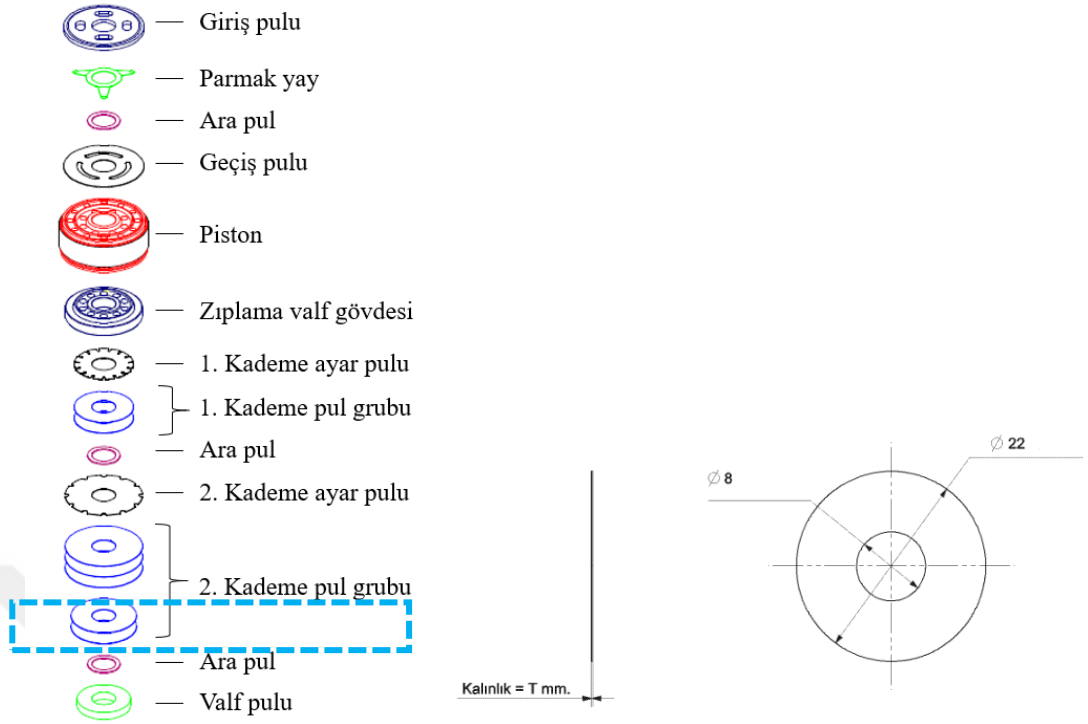 Giriş pulu
Parmak yay
Ara pul
Geçiş pulu
Piston
Zıplama valf gövdesi
1. Kademe ayar pulu
1. Kademe pul grubu
Ara pul
2. Kademe ayar pulu
2. Kademe pul grubu
Ara pul
Valf pulu
Kalınlık = T mm.
∅ 8
∅ 22